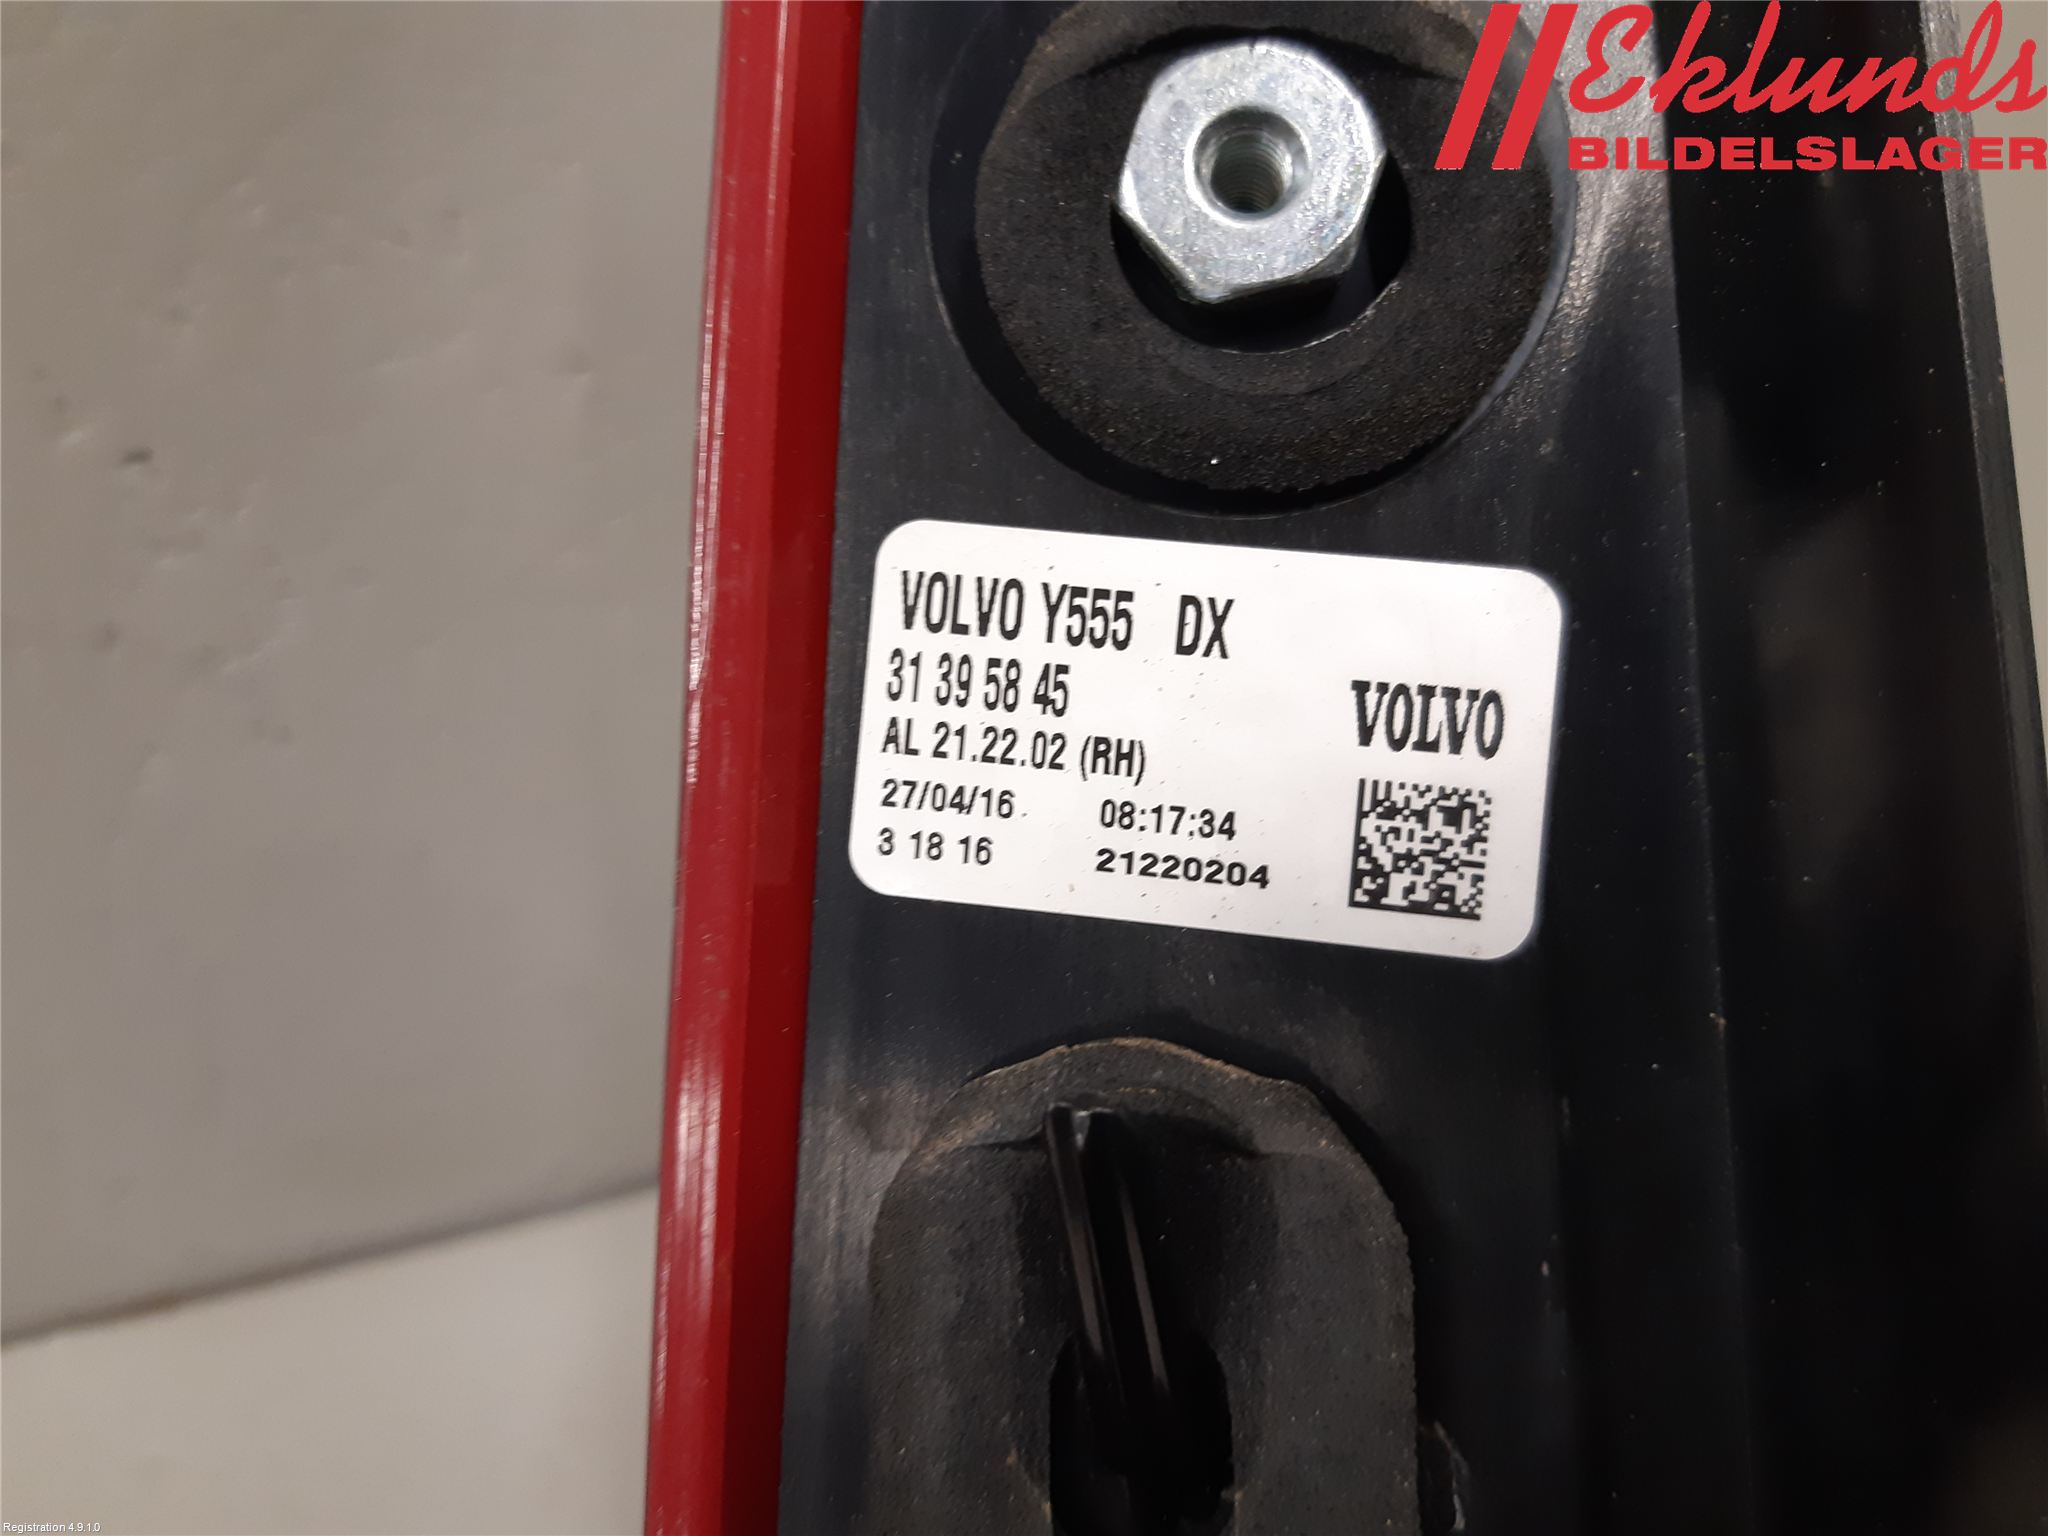 Eklunds
BILDELSLAGER
VOLVO Y555 DX
31 39 58 45
AL 21.22.02 (RH)
VOLVO
27/04/16 08:17:34
3 18 16 21220204
Registration 4.9.1.0